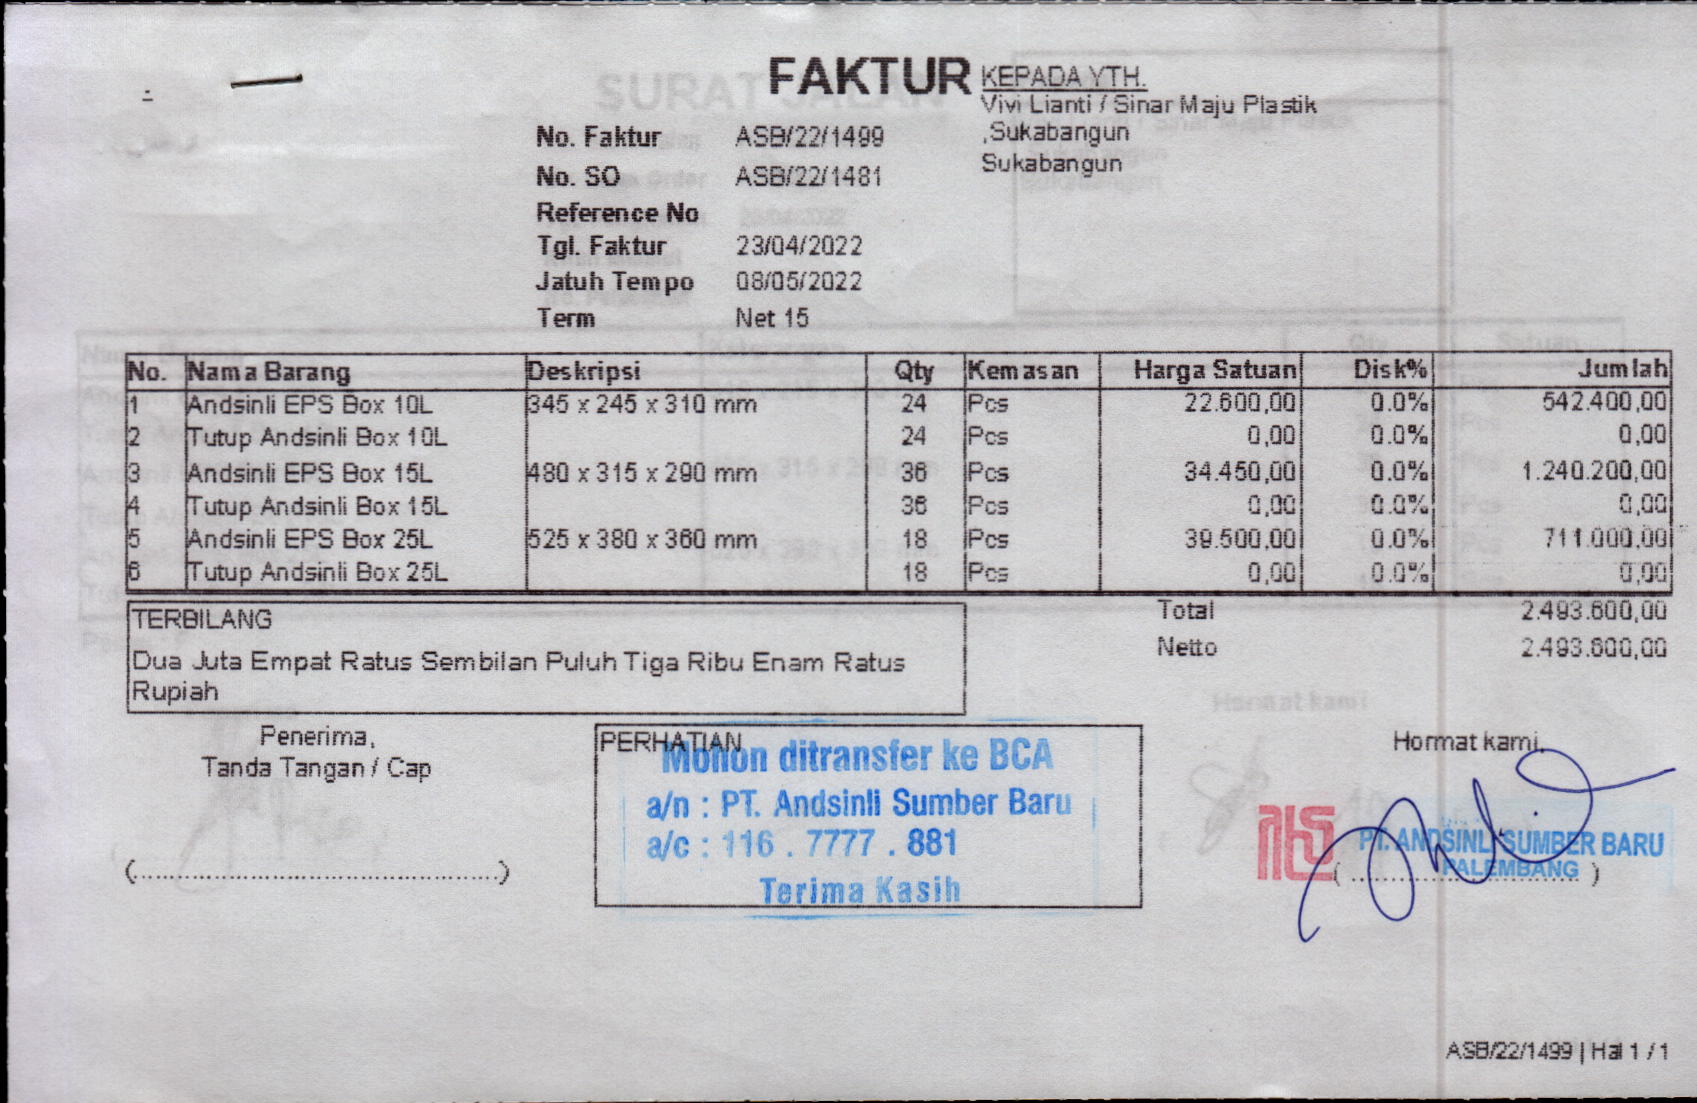 FAKTUR
KEPADA YTH.
Vivi Lianti / Sinar Maju Plastik
,Sukabangun
Sukabangun
No. Faktur ASB/22/1499
No. SO ASB/22/1481
Reference No
Tgl. Faktur 23/04/2022
Jatuh Tempo 08/05/2022
Term Net 15
No. Nama Barang Deskripsi Qty Kemasan Harga Satuan Disk% Jumlah
1 Andsinli EPS Box 10L 345 x 245 x 310 mm 24 Pcs 22.600,00 0.0% 542.400,00
2 Tutup Andsinli Box 10L 24 Pcs 0,00 0.0% 0,00
3 Andsinli EPS Box 15L 480 x 315 x 290 mm 36 Pcs 34.450,00 0.0% 1.240.200,00
4 Tutup Andsinli Box 15L 36 Pcs 0,00 0.0% 0,00
5 Andsinli EPS Box 25L 525 x 380 x 360 mm 18 Pcs 39.500,00 0.0% 711.000,00
6 Tutup Andsinli Box 25L 18 Pcs 0,00 0.0% 0,00
TERBILANG
Dua Juta Empat Ratus Sembilan Puluh Tiga Ribu Enam Ratus
Rupiah
Total 2.493.600,00
Netto 2.493.600,00
Penerima,
Tanda Tangan / Cap
PERHATIAN
Mohon ditransfer ke BCA
a/n : PT. Andsinli Sumber Baru
a/c : 116 . 7777 . 881
Terima Kasih
Hormat kami,
PT. ANDSINLI SUMBER BARU
PALEMBANG
ASB/22/1499 | Hal 1 / 1